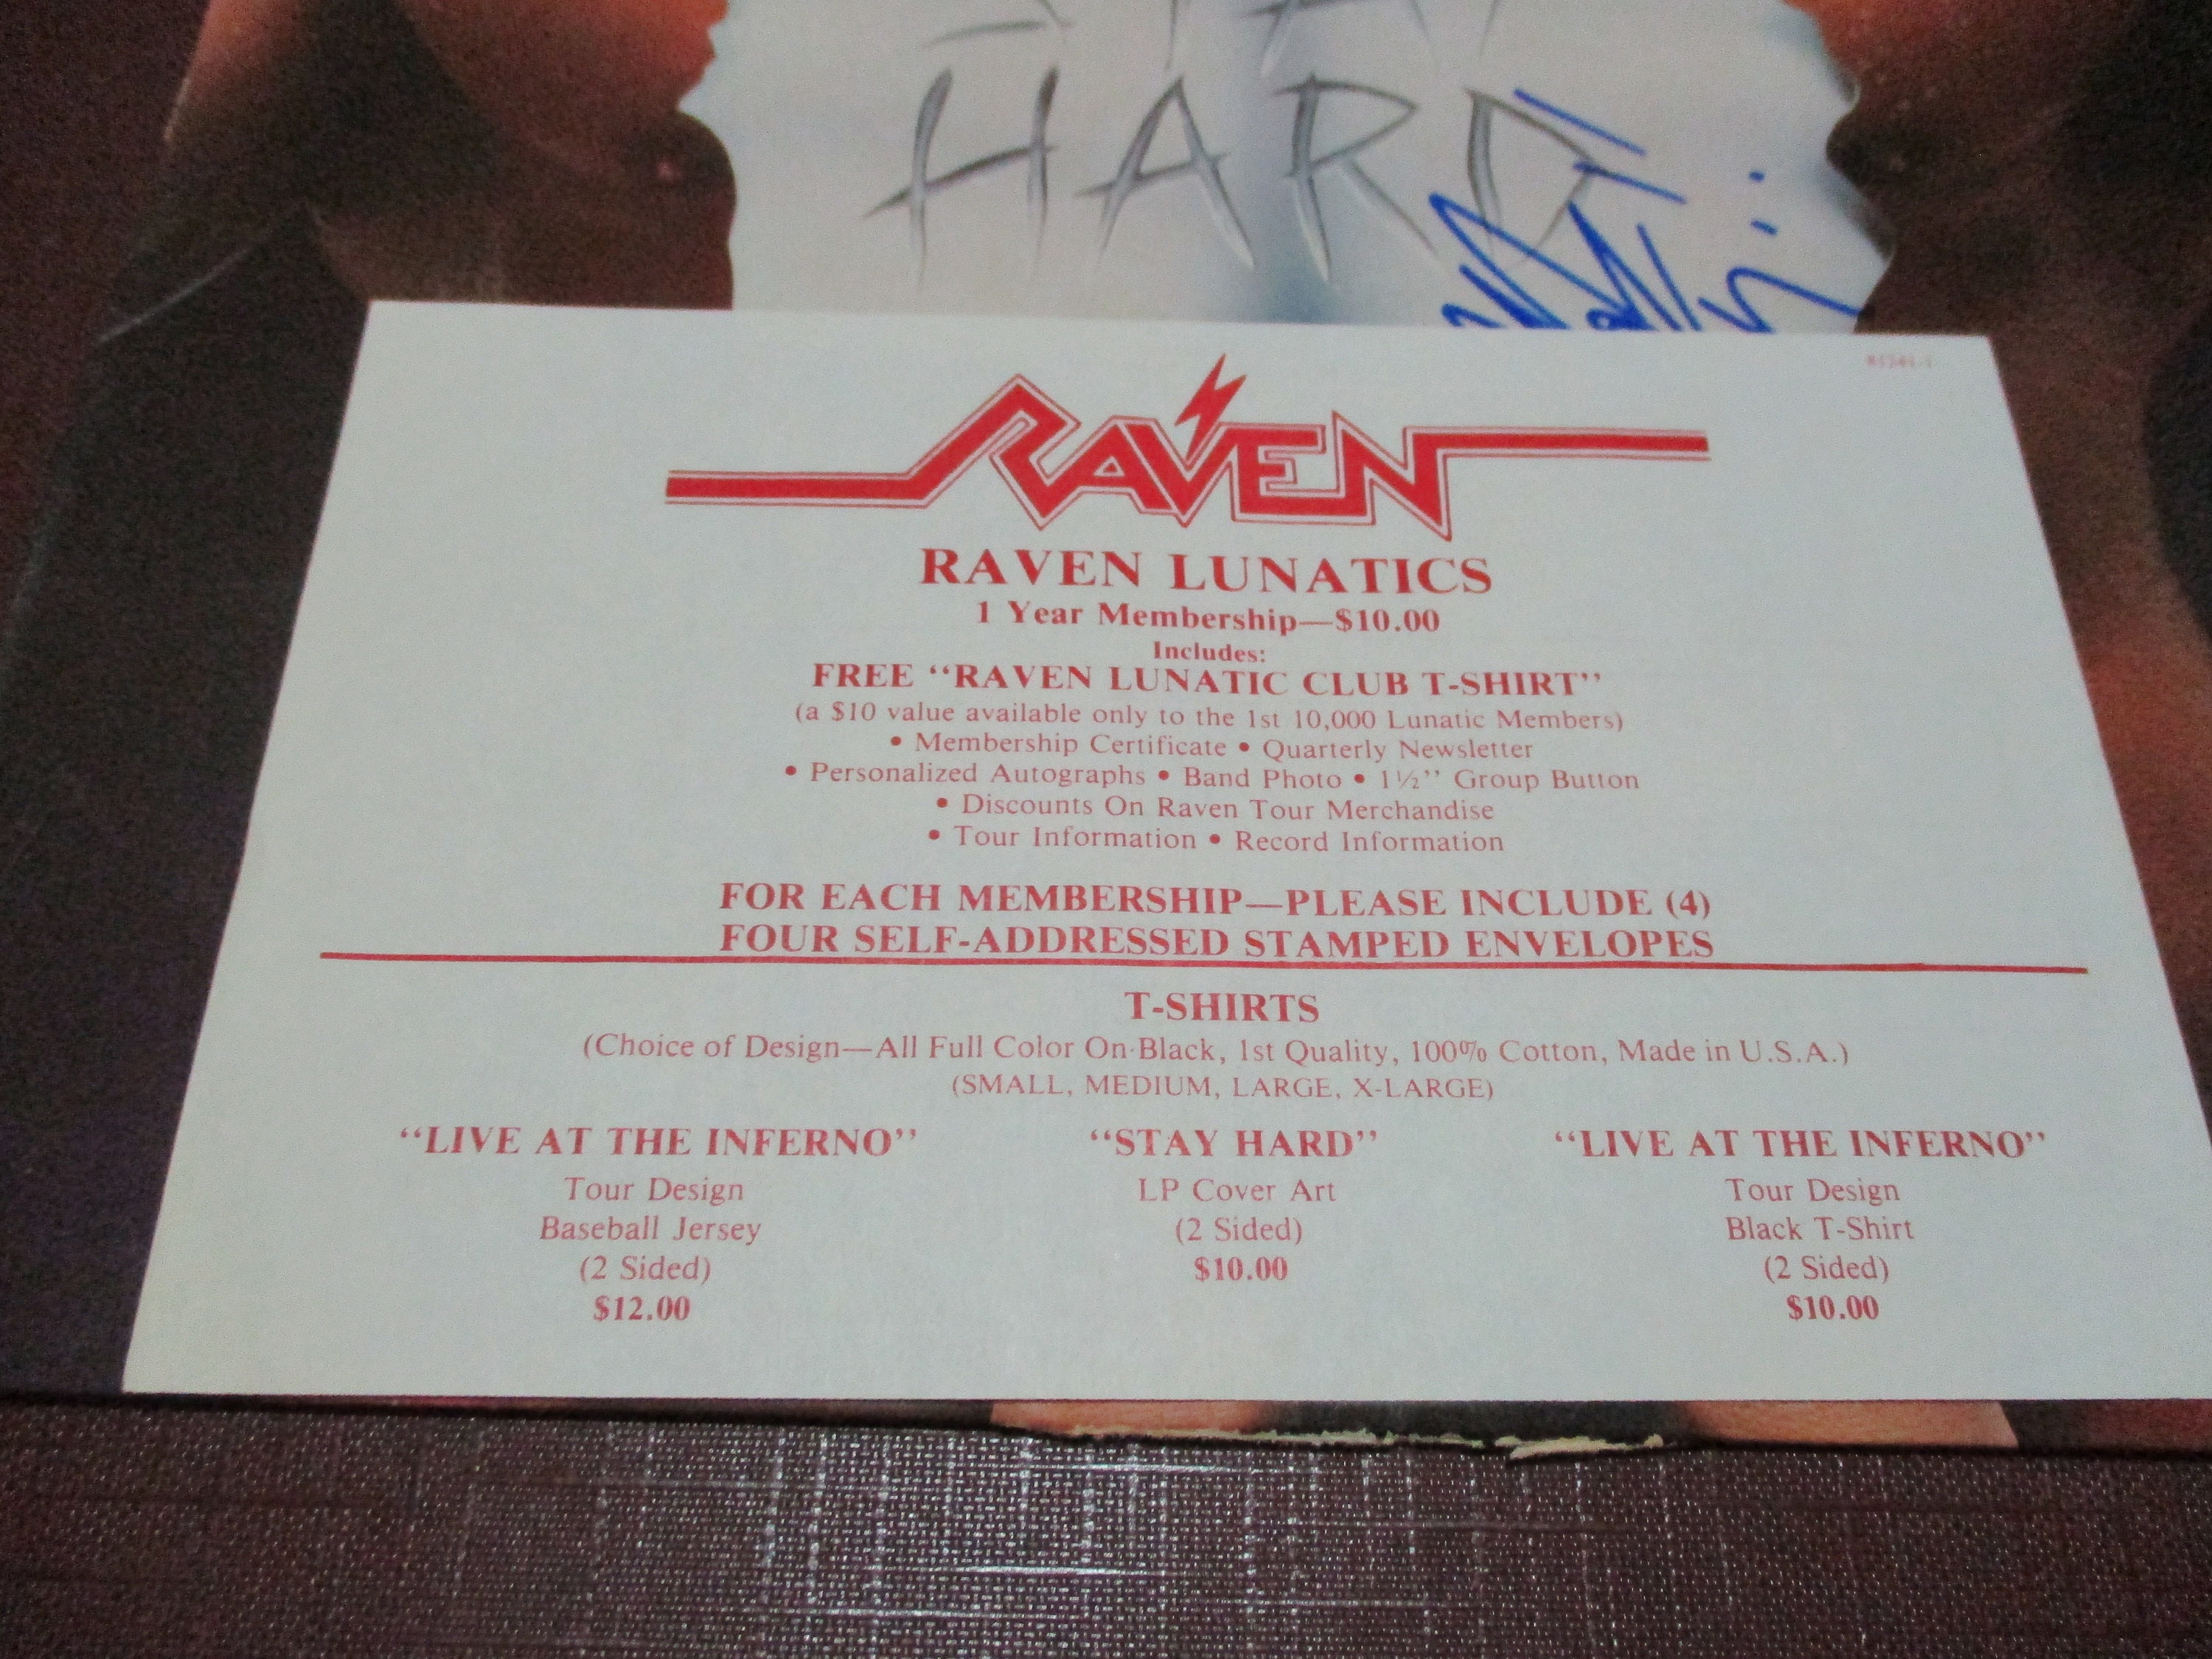 HARD
RAVEN
RAVEN LUNATICS
1 Year Membership—$10.00
Includes:
FREE “RAVEN LUNATIC CLUB T-SHIRT”
(a $10 value available only to the 1st 10,000 Lunatic Members)
• Membership Certificate • Quarterly Newsletter
• Personalized Autographs • Band Photo • 1½” Group Button
• Discounts On Raven Tour Merchandise
• Tour Information • Record Information
FOR EACH MEMBERSHIP—PLEASE INCLUDE (4)
FOUR SELF-ADDRESSED STAMPED ENVELOPES
T-SHIRTS
(Choice of Design—All Full Color On Black, 1st Quality, 100% Cotton, Made in U.S.A.)
(SMALL, MEDIUM, LARGE, X-LARGE)
“LIVE AT THE INFERNO”
Tour Design
Baseball Jersey
(2 Sided)
$12.00
“STAY HARD”
LP Cover Art
(2 Sided)
$10.00
“LIVE AT THE INFERNO”
Tour Design
Black T-Shirt
(2 Sided)
$10.00